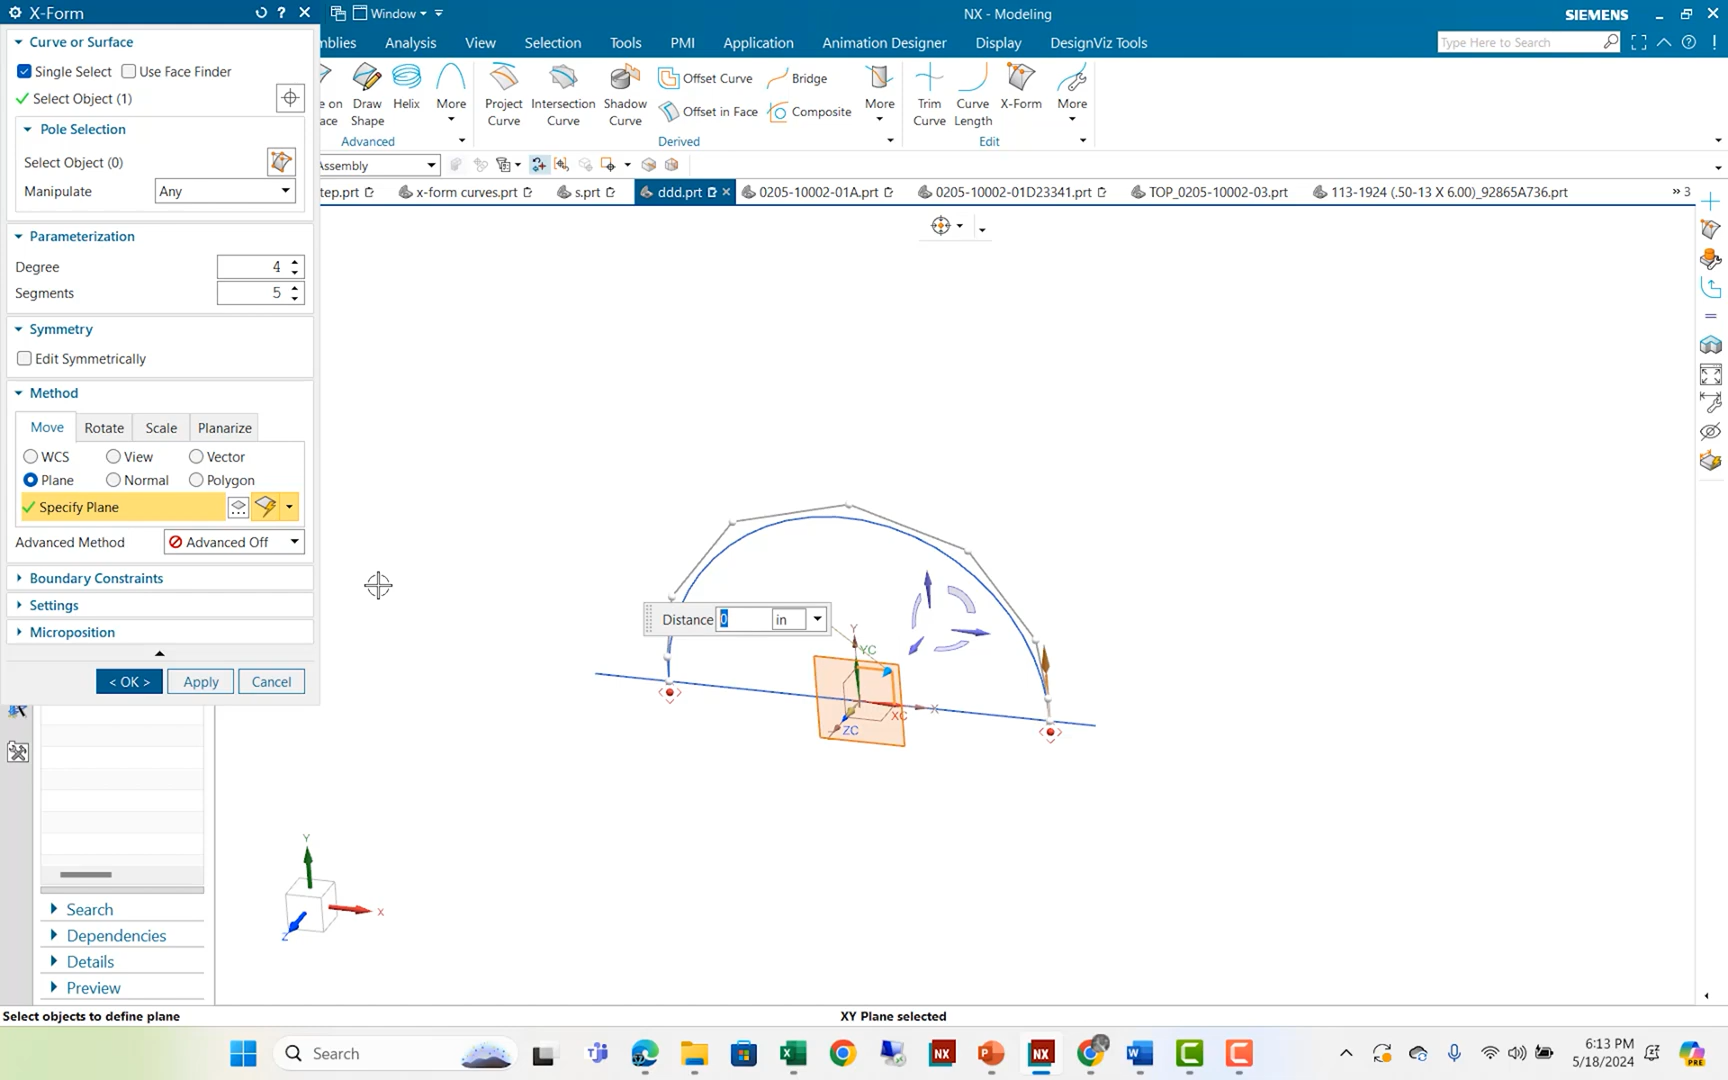 X-Form
Window
NX - Modeling
SIEMENS
Analysis
View
Selection
Tools
PMI
Application
Animation Designer
Display
DesignViz Tools
Type Here to Search
Curve or Surface
Single Select
Use Face Finder
Select Object (1)
Pole Selection
Select Object (0)
Manipulate
Any
Draw Shape
Helix
More
Advanced
Project Curve
Intersection Curve
Shadow Curve
Offset Curve
Offset in Face
Bridge
Composite
More
Derived
Trim Curve
Curve Length
X-Form
More
Edit
Assembly
x-form curves.prt
s.prt
ddd.prt
0205-10002-01A.prt
0205-10002-01D23341.prt
TOP_0205-10002-03.prt
113-1924 (.50-13 X 6.00)_92865A736.prt
3
Parameterization
Degree
4
Segments
5
Symmetry
Edit Symmetrically
Method
Move
Rotate
Scale
Planarize
WCS
View
Vector
Plane
Normal
Polygon
Specify Plane
Advanced Method
Advanced Off
Boundary Constraints
Settings
Microposition
< OK >
Apply
Cancel
Distance 0 in
Y
YC
X
XC
ZC
Y
X
Z
Search
Dependencies
Details
Preview
Select objects to define plane
XY Plane selected
Search
6:13 PM
5/18/2024